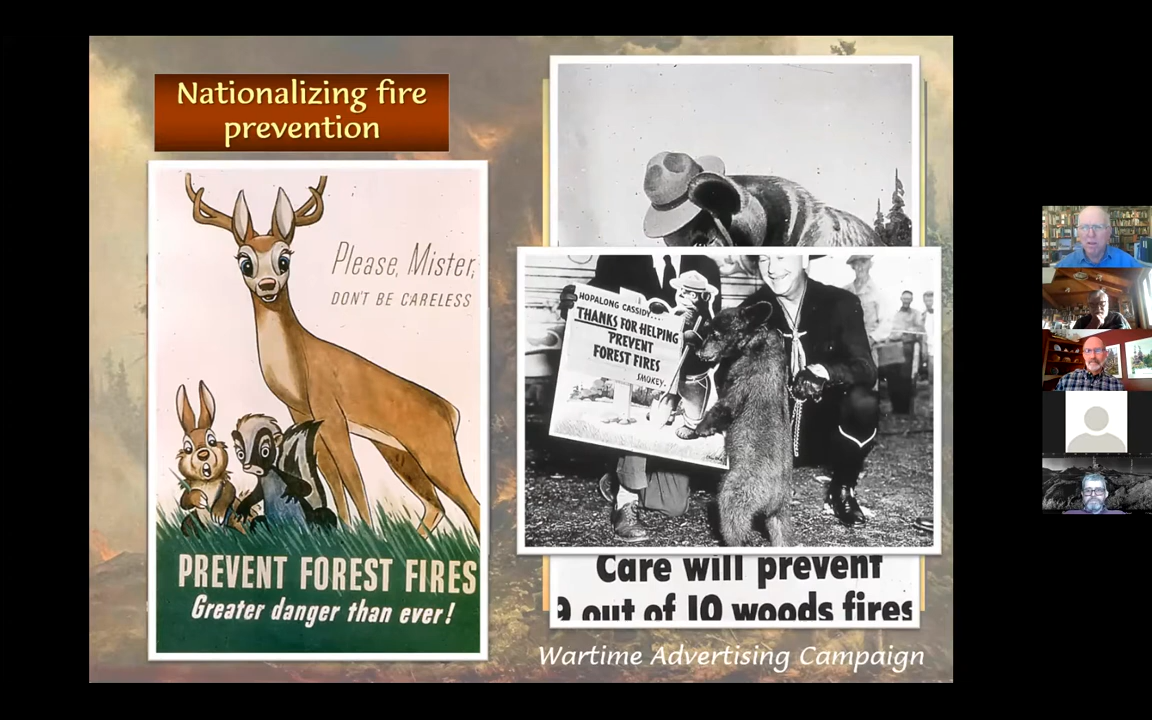 Nationalizing fire
prevention
Please, Mister,
DON'T BE CARELESS
PREVENT FOREST FIRES
Greater danger than ever!
HOPALONG CASSIDY...
THANKS FOR HELPING
PREVENT
FOREST FIRES
SMOKEY.
Care will prevent
9 out of 10 woods fires
Wartime Advertising Campaign